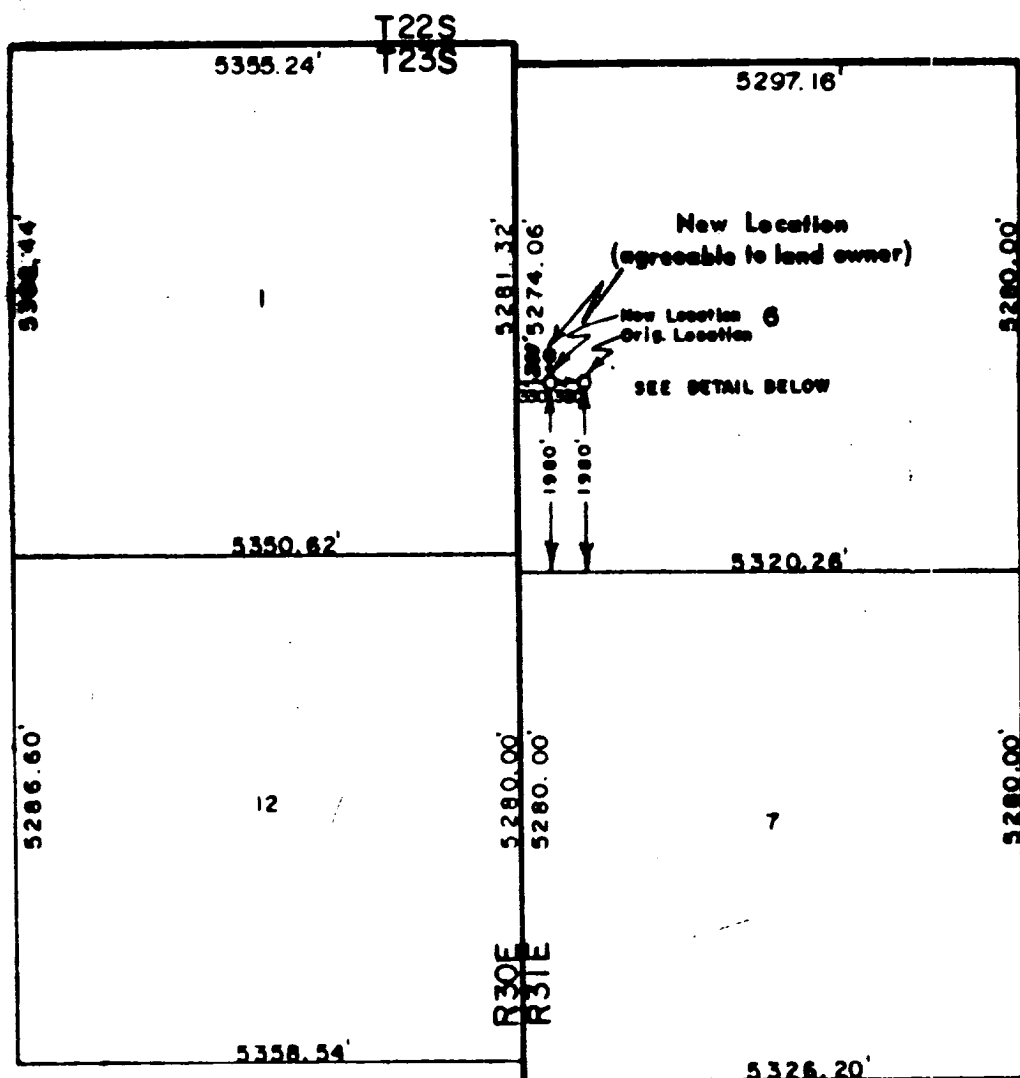 T22S
T23S
5355.24'
5297.16'
5281.32'
5274.06'
5280.00'
1
New Location
(agreeable to land owner)
New Location
6
Orig. Location
SEE DETAIL BELOW
1980'
1980'
5350.62'
5320.26'
5286.60'
12
5280.00'
5280.00'
7
5280.00'
R30E
R31E
5358.54'
5326.20'